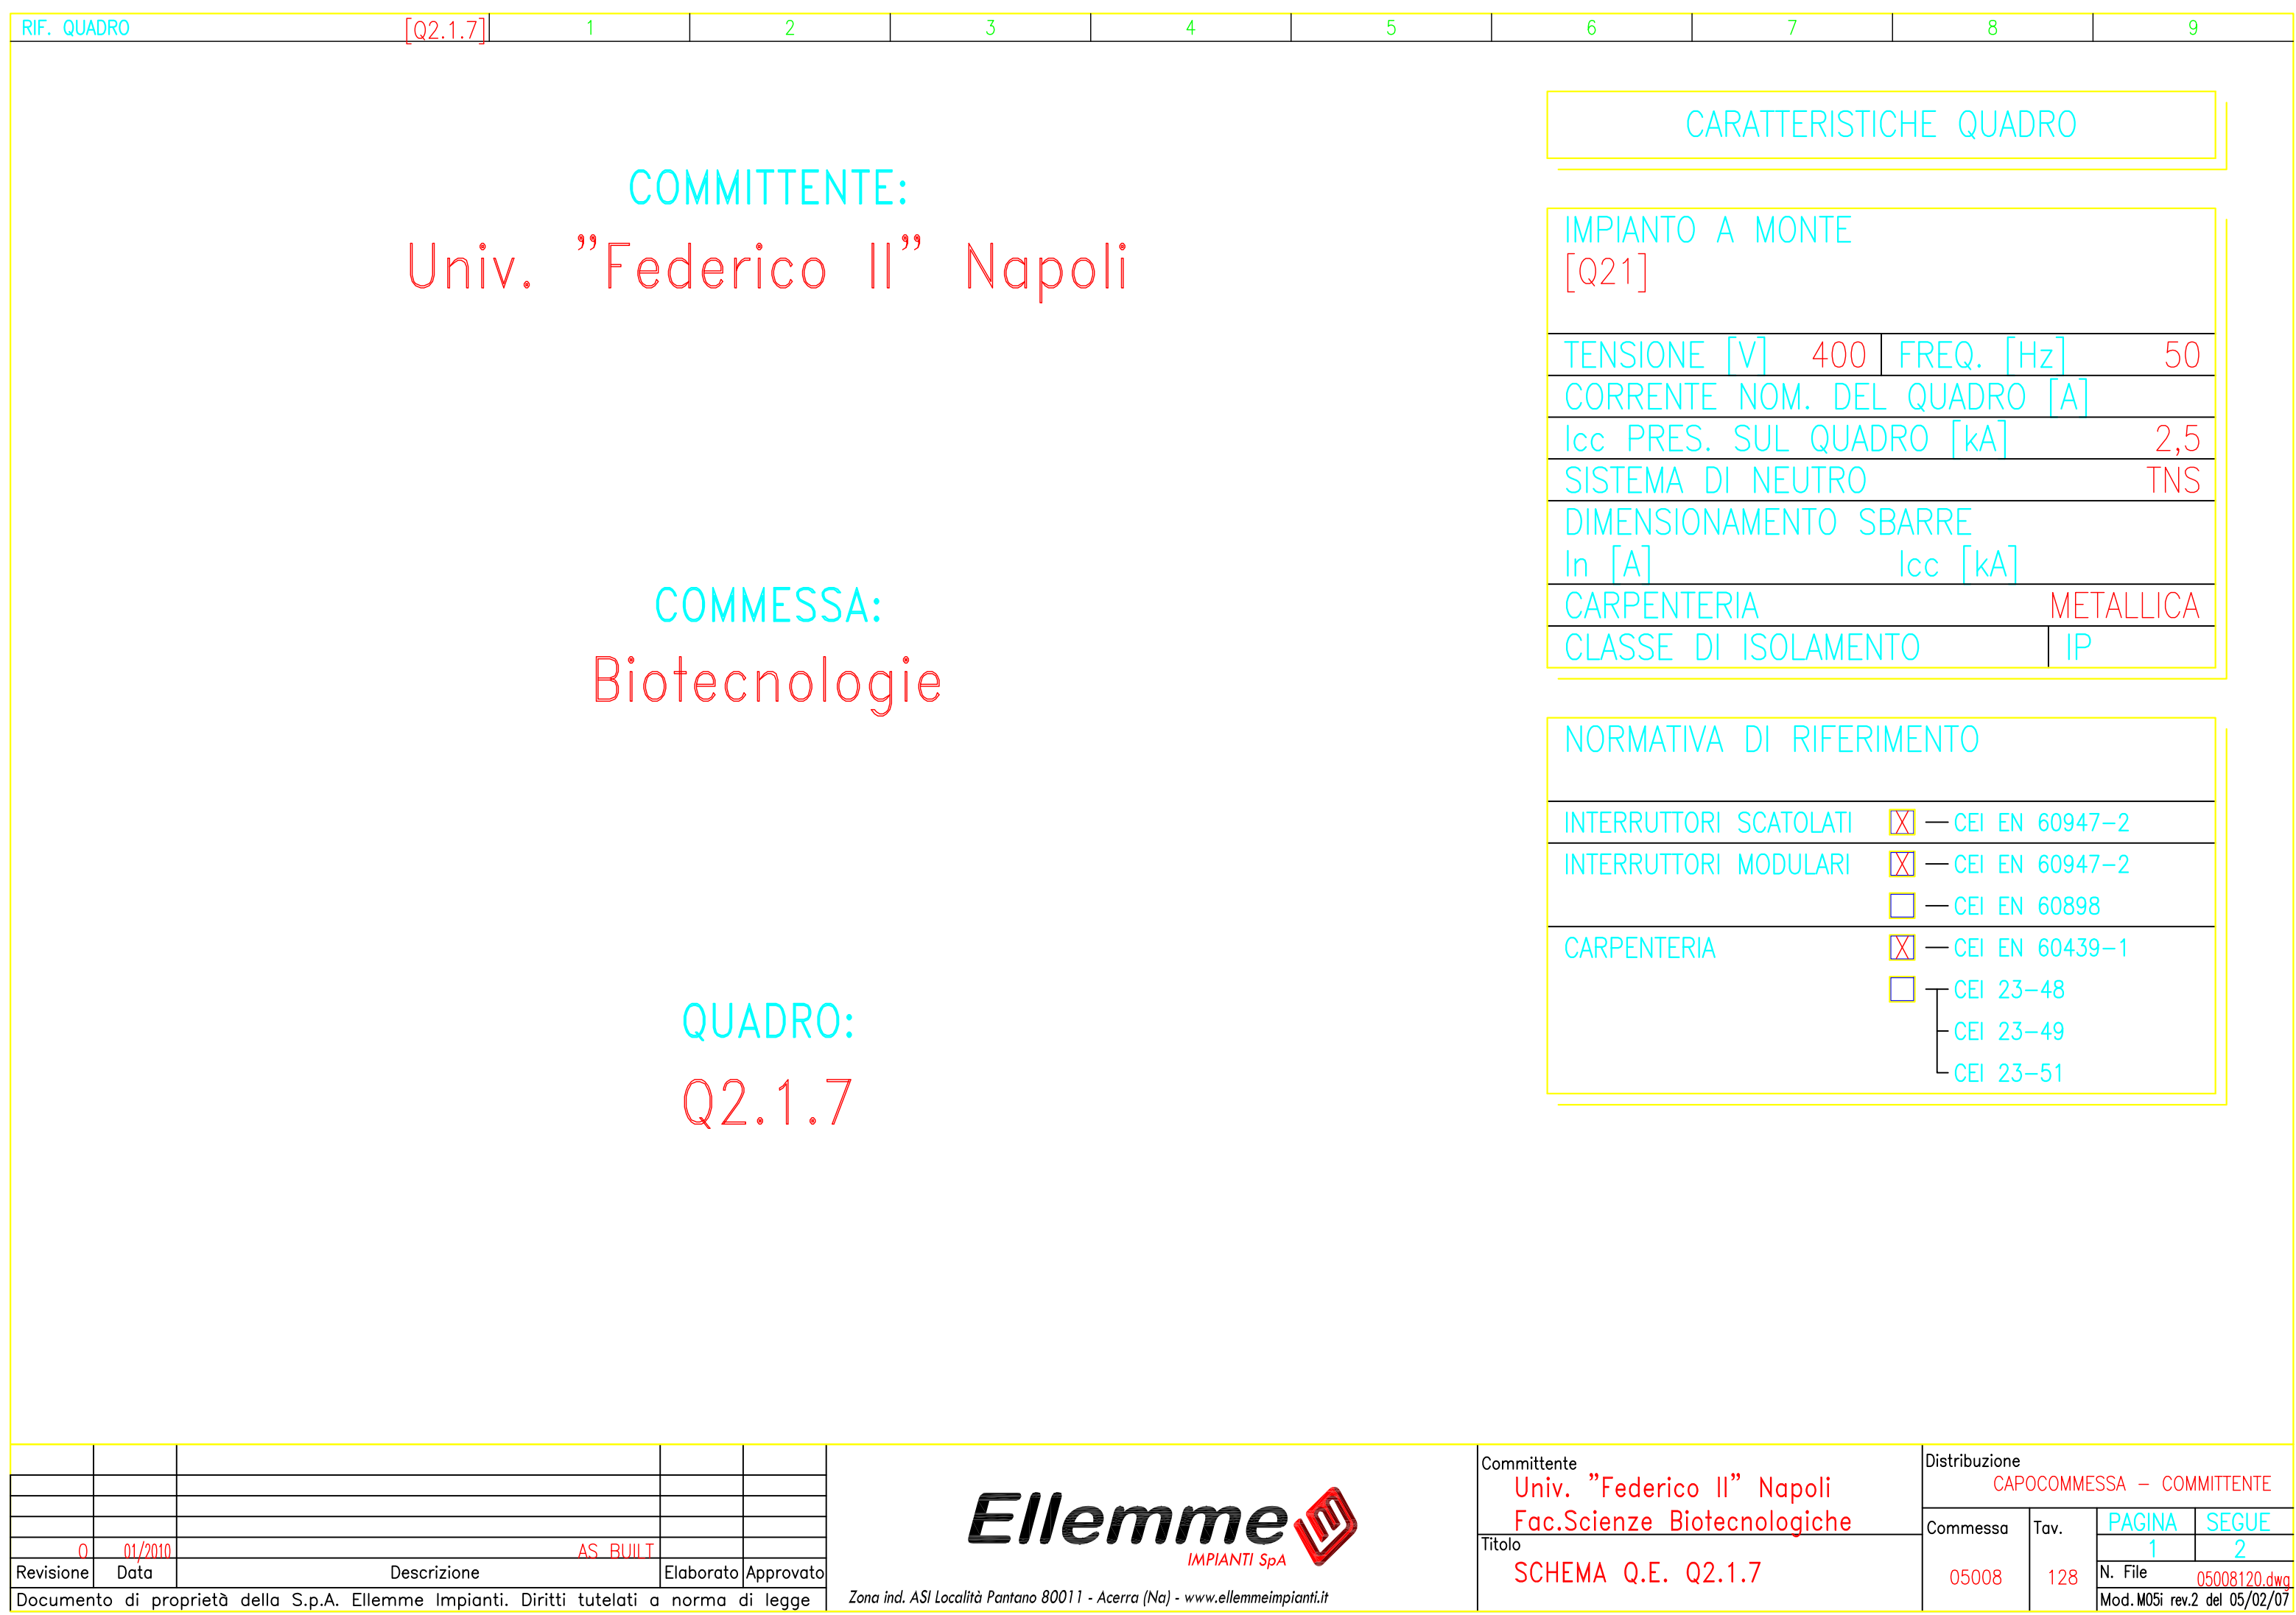 RIF. QUADRO [Q2.1.7] 1 2 3 4 5 6 7 8 9
COMMITTENTE:
Univ. "Federico II" Napoli
COMMESSA:
Biotecnologie
QUADRO:
Q2.1.7
CARATTERISTICHE QUADRO
IMPIANTO A MONTE
[Q21]
TENSIONE [V] 400 FREQ. [Hz] 50
CORRENTE NOM. DEL QUADRO [A]
Icc PRES. SUL QUADRO [kA] 2,5
SISTEMA DI NEUTRO TNS
DIMENSIONAMENTO SBARRE
In [A] Icc [kA]
CARPENTERIA METALLICA
CLASSE DI ISOLAMENTO IP
NORMATIVA DI RIFERIMENTO
INTERRUTTORI SCATOLATI X CEI EN 60947-2
INTERRUTTORI MODULARI X CEI EN 60947-2
CEI EN 60898
CARPENTERIA X CEI EN 60439-1
CEI 23-48
CEI 23-49
CEI 23-51
0 01/2010 AS BUILT
Revisione Data Descrizione Elaborato Approvato
Documento di proprietà della S.p.A. Ellemme Impianti. Diritti tutelati a norma di legge
Ellemme
IMPIANTI SpA
Zona ind. ASI Località Pantano 80011 - Acerra (Na) - www.ellemmeimpianti.it
Committente
Univ. "Federico II" Napoli
Fac.Scienze Biotecnologiche
Titolo
SCHEMA Q.E. Q2.1.7
Distribuzione
CAPOCOMMESSA - COMMITTENTE
Commessa
05008
Tav.
128
PAGINA SEGUE
1 2
N. File 05008120.dwg
Mod. M05i rev.2 del 05/02/07